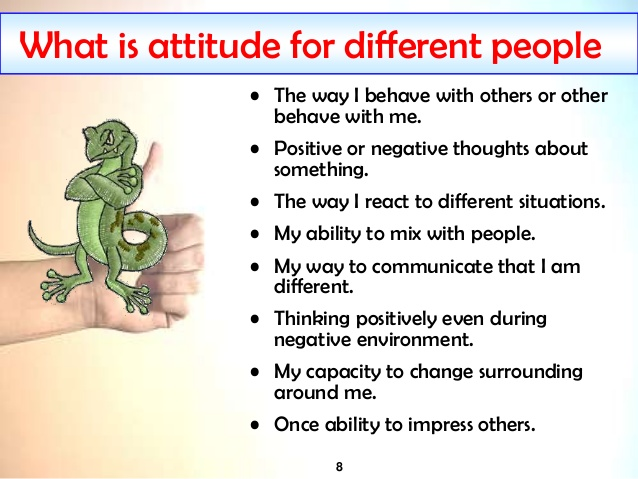 What is attitude for different people
• The way I behave with others or other
behave with me.
• Positive or negative thoughts about
something.
• The way I react to different situations.
• My ability to mix with people.
• My way to communicate that I am
different.
• Thinking positively even during
negative environment.
• My capacity to change surrounding
around me.
• Once ability to impress others.
8